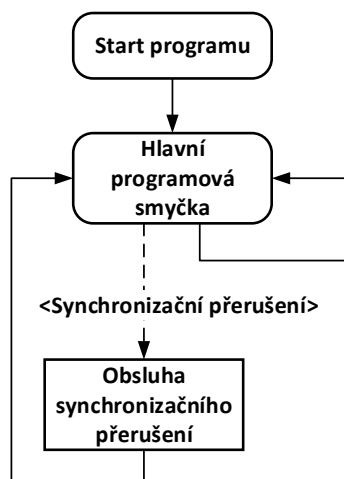 Start programu
Hlavní
programová
smyčka
<Synchronizační přerušení>
Obsluha
synchronizačního
přerušení